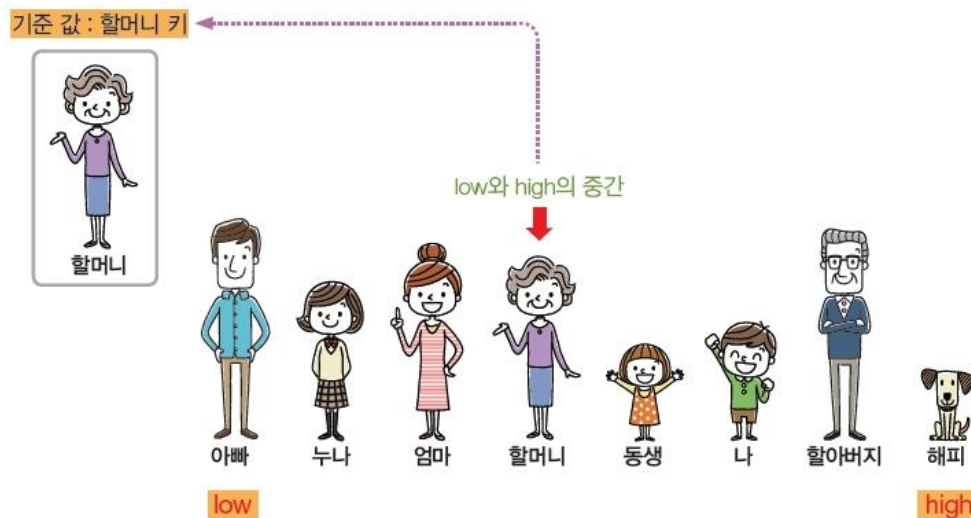 기준 값 : 할머니 키
할머니
low와 high의 중간
아빠 누나 엄마 할머니 동생 나 할아버지 해피
low high